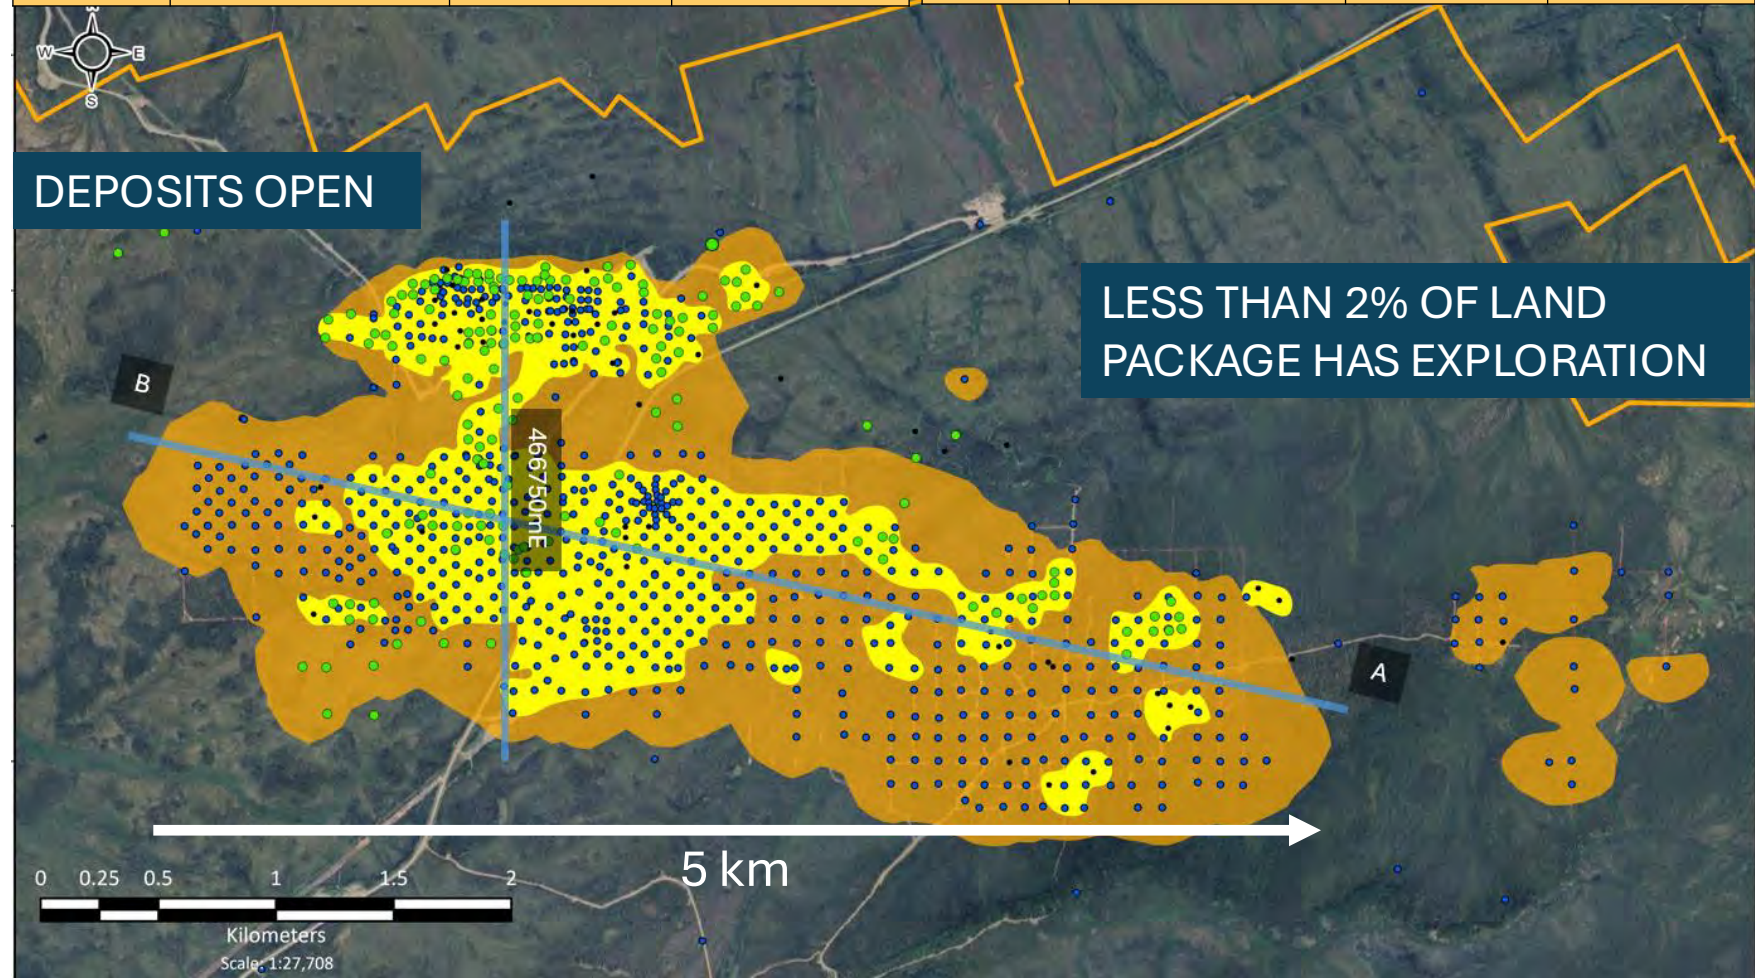 N
W
E
S
DEPOSITS OPEN
LESS THAN 2% OF LAND
PACKAGE HAS EXPLORATION
B
466750mE
A
5 km
0 0.25 0.5 1 1.5 2
Kilometers
Scale: 1:27,708